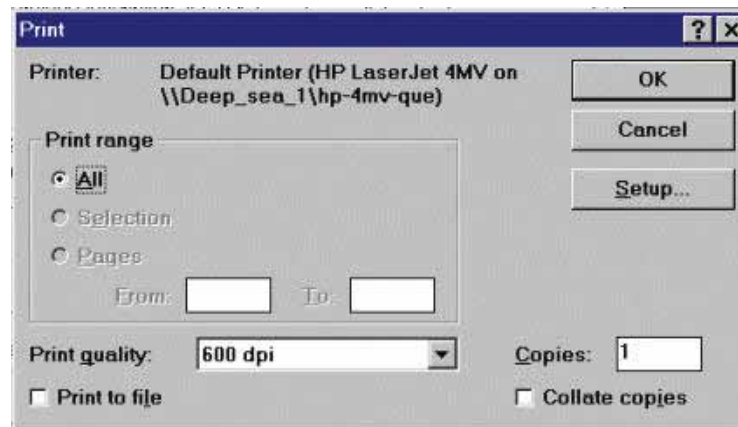 Print
Printer: Default Printer (HP LaserJet 4MV on
\\Deep_sea_1\hp-4mv-que)
OK
Cancel
Setup...
Print range
All
Selection
Pages
From: To:
Print quality: 600 dpi
Copies: 1
Print to file
Collate copies